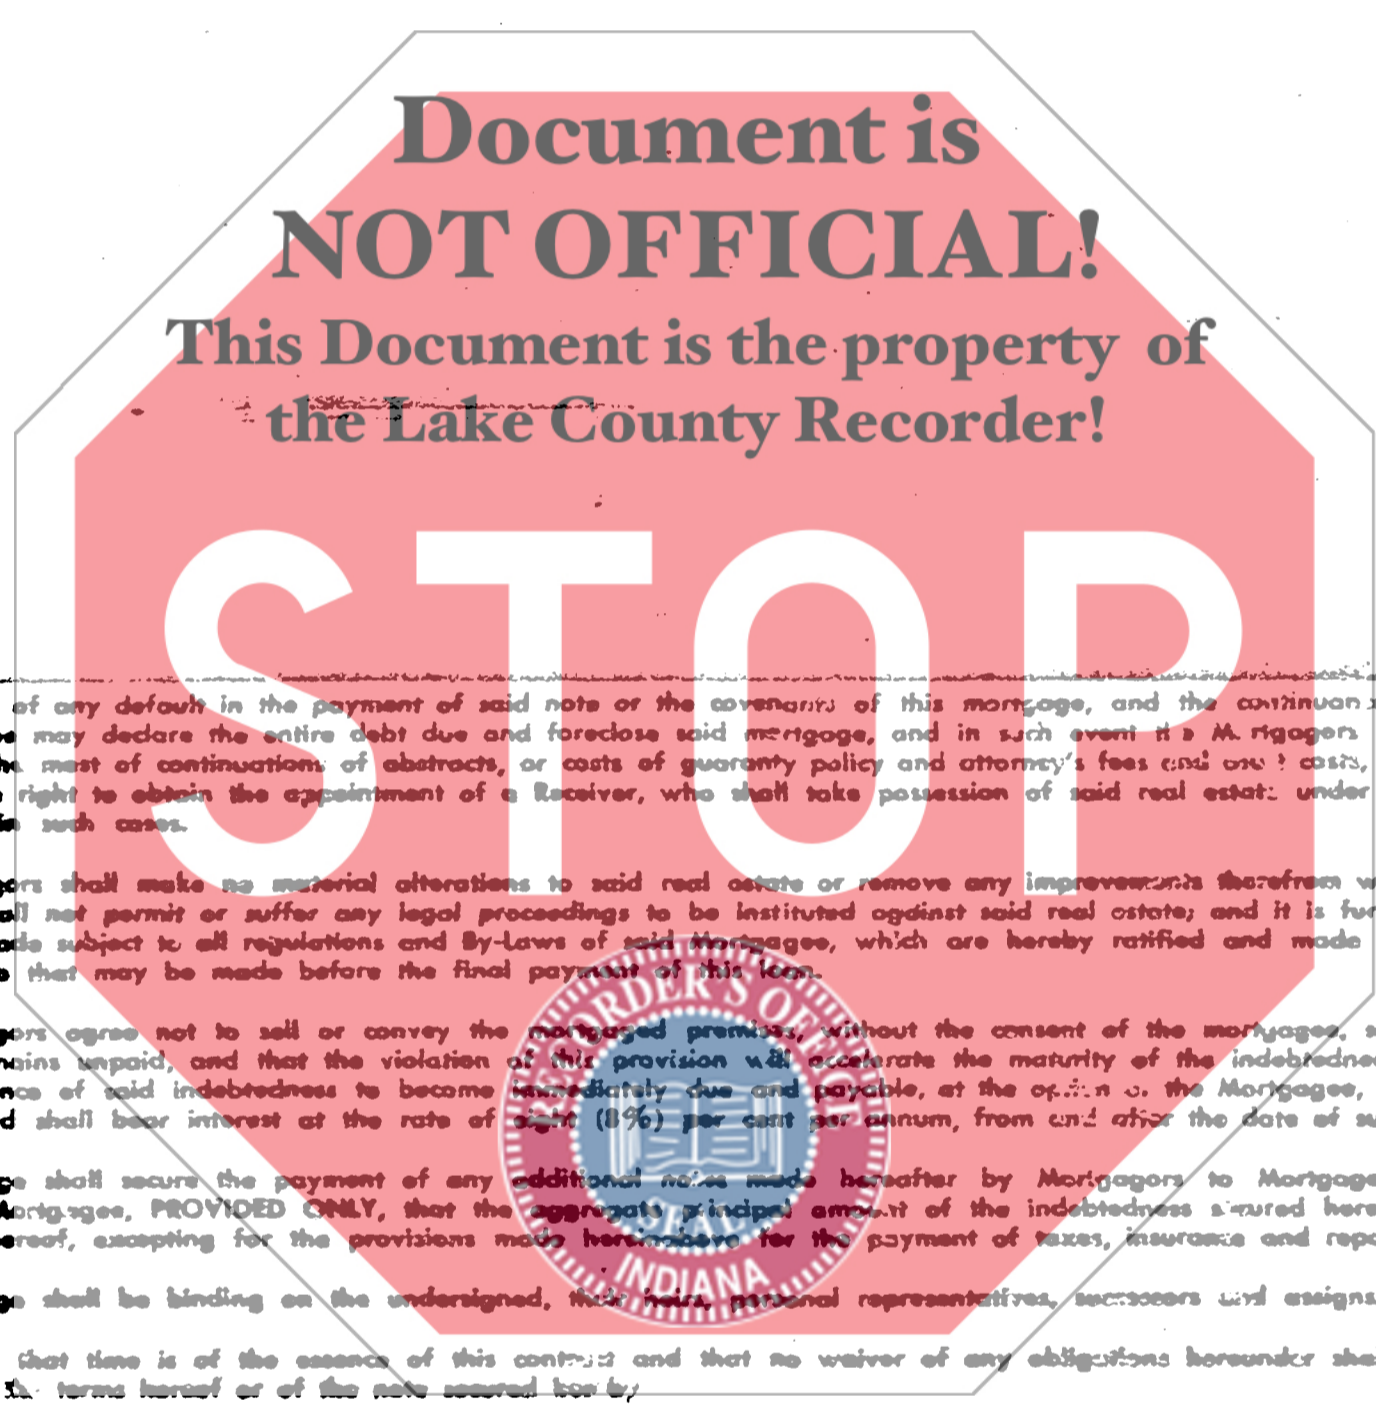 Document is
NOT OFFICIAL!
This Document is the property of
the Lake County Recorder!
STOP
of any default in the payment of said note or the covenants of this mortgage, and the
may declare the entire debt due and foreclose said mortgage, and in such event
of continuations of abstracts, or costs of guaranty policy and attorney's fees and costs,
right to obtain the appointment of a Receiver, who shall take possession of said real estate under
such cases.
shall make no material alterations to said real estate or remove any improvements therefrom
not permit or suffer any legal proceedings to be instituted against said real estate; and it is
subject to all regulations and By-Laws of said Mortgagee, which are hereby ratified and made
that may be made before the final payment of this loan.
agree not to sell or convey the mortgaged premises, without the consent of the mortgagee,
unpaid, and that the violation of this provision will accelerate the maturity of the
of said indebtedness to become immediately due and payable, at the option of the Mortgagee,
shall bear interest at the rate of eight (8%) per cent per annum, from and after the date of
shall secure the payment of any additional notes made hereafter by Mortgagors to
PROVIDED ONLY, that the aggregate principal amount of the indebtedness secured
excepting for the provisions made hereinabove for the payment of taxes, insurance and
shall be binding on the undersigned, their heirs, personal representatives, successors and assigns
that time is of the essence of this contract and that no waiver of any obligations hereunder
terms hereof or of the note secured hereby
RECORDER'S OFFICE
SEAL
INDIANA